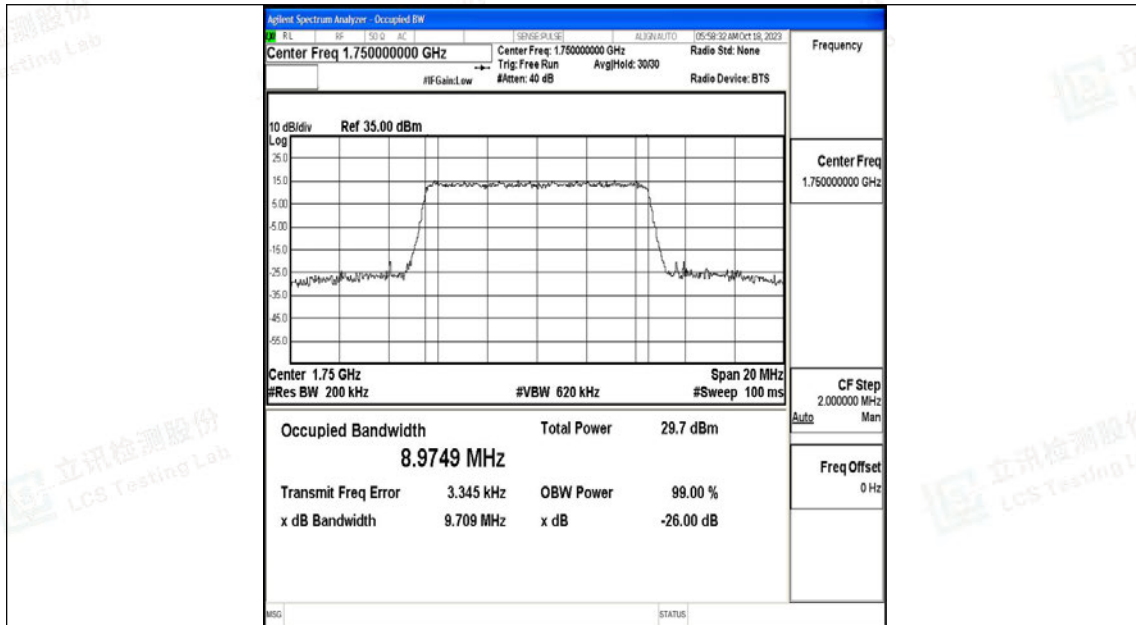 Agilent Spectrum Analyzer - Occupied BW
RL RF 50 Ω AC SENSE:PULSE ALIGNAUTO 05:58:32 AM Oct 18, 2023
Center Freq 1.750000000 GHz
Center Freq: 1.750000000 GHz
Radio Std: None
Trig: Free Run Avg|Hold: 30/30
#IFGain:Low
#Atten: 40 dB
Radio Device: BTS
10 dB/div Ref 35.00 dBm
Log
25.0
15.0
5.00
-5.00
-15.0
-25.0
-35.0
-45.0
-55.0
Center 1.75 GHz Span 20 MHz
#Res BW 200 kHz #VBW 620 kHz #Sweep 100 ms
Occupied Bandwidth Total Power 29.7 dBm
8.9749 MHz
Transmit Freq Error 3.345 kHz OBW Power 99.00 %
x dB Bandwidth 9.709 MHz x dB -26.00 dB
MSG STATUS
Frequency
Center Freq
1.750000000 GHz
CF Step
2.000000 MHz
Auto Man
Freq Offset
0 Hz
立讯检测股份
LCS Testing Lab
立讯检测股份
LCS Testing L
检测股份
sting Lab
立